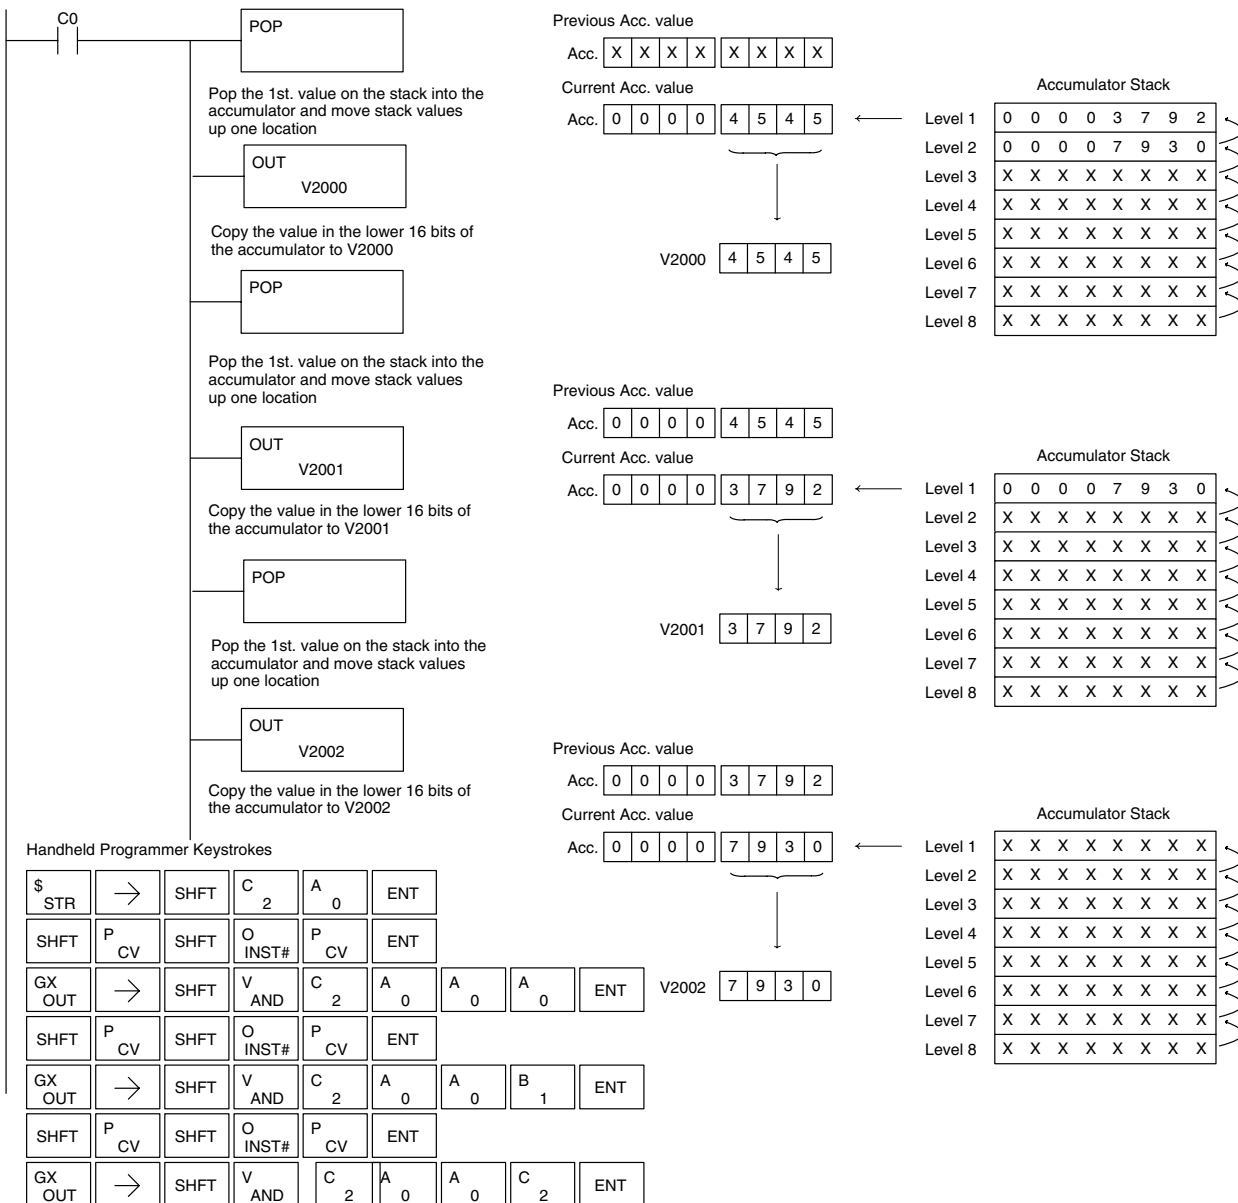 C0
POP
Pop the 1st. value on the stack into the
accumulator and move stack values
up one location
OUT
V2000
Copy the value in the lower 16 bits of
the accumulator to V2000
POP
Pop the 1st. value on the stack into the
accumulator and move stack values
up one location
OUT
V2001
Copy the value in the lower 16 bits of
the accumulator to V2001
POP
Pop the 1st. value on the stack into the
accumulator and move stack values
up one location
OUT
V2002
Copy the value in the lower 16 bits of
the accumulator to V2002
Previous Acc. value
Acc. X X X X X X X X
Current Acc. value
Acc. 0 0 0 0 4 5 4 5
V2000 4 5 4 5
Accumulator Stack
Level 1 0 0 0 0 3 7 9 2
Level 2 0 0 0 0 7 9 3 0
Level 3 X X X X X X X X
Level 4 X X X X X X X X
Level 5 X X X X X X X X
Level 6 X X X X X X X X
Level 7 X X X X X X X X
Level 8 X X X X X X X X
Previous Acc. value
Acc. 0 0 0 0 4 5 4 5
Current Acc. value
Acc. 0 0 0 0 3 7 9 2
V2001 3 7 9 2
Accumulator Stack
Level 1 0 0 0 0 7 9 3 0
Level 2 X X X X X X X X
Level 3 X X X X X X X X
Level 4 X X X X X X X X
Level 5 X X X X X X X X
Level 6 X X X X X X X X
Level 7 X X X X X X X X
Level 8 X X X X X X X X
Previous Acc. value
Acc. 0 0 0 0 3 7 9 2
Current Acc. value
Acc. 0 0 0 0 7 9 3 0
V2002 7 9 3 0
Accumulator Stack
Level 1 X X X X X X X X
Level 2 X X X X X X X X
Level 3 X X X X X X X X
Level 4 X X X X X X X X
Level 5 X X X X X X X X
Level 6 X X X X X X X X
Level 7 X X X X X X X X
Level 8 X X X X X X X X
Handheld Programmer Keystrokes
$ STR → SHFT C 2 A 0 ENT
SHFT P CV SHFT O INST# P CV ENT
GX OUT → SHFT V AND C 2 A 0 A 0 A 0 ENT
SHFT P CV SHFT O INST# P CV ENT
GX OUT → SHFT V AND C 2 A 0 A 0 B 1 ENT
SHFT P CV SHFT O INST# P CV ENT
GX OUT → SHFT V AND C 2 A 0 A 0 C 2 ENT